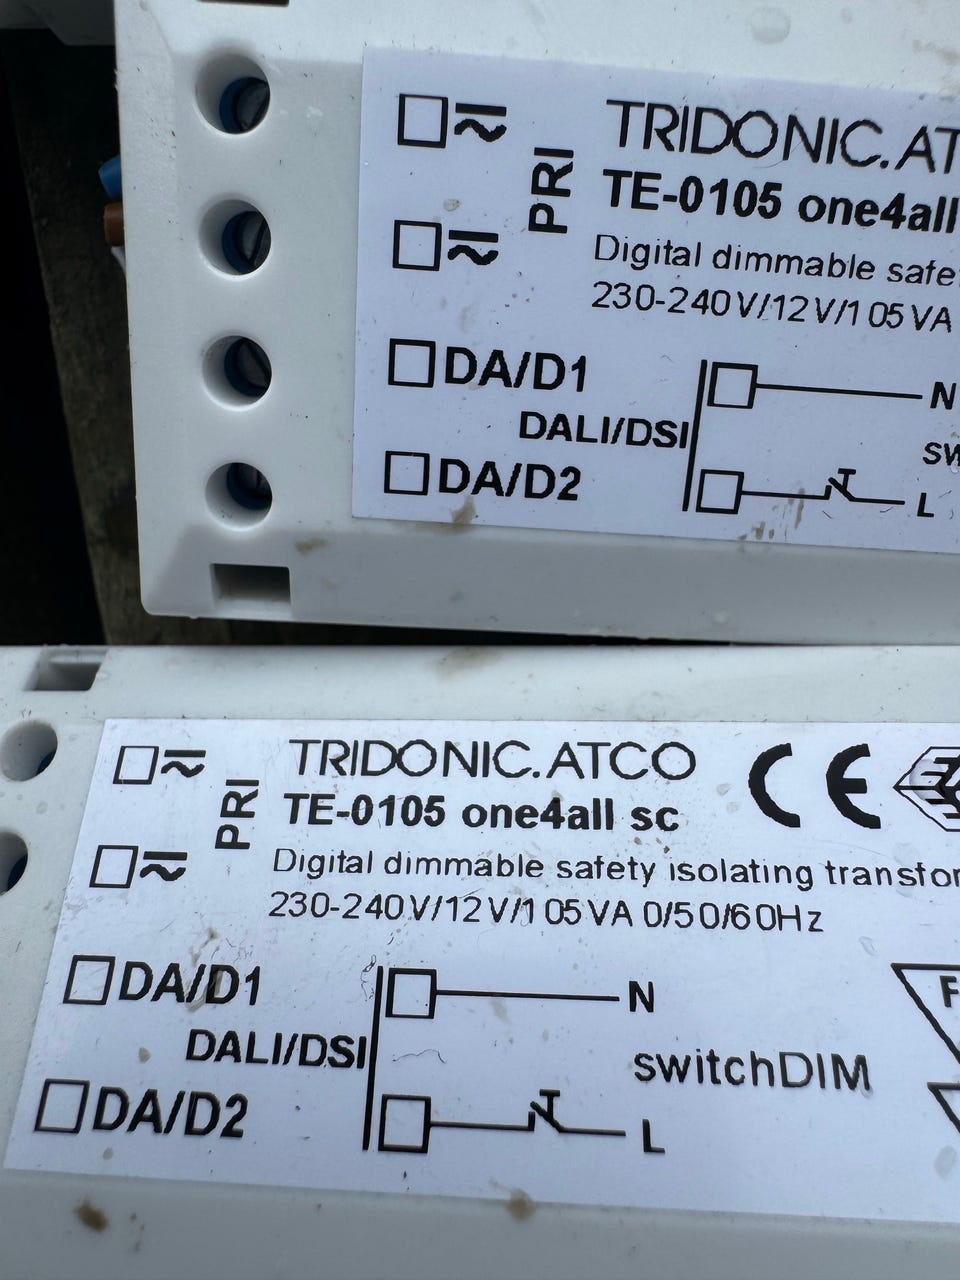 TRIDONIC.AT
PRI
TE-0105 one4all
Digital dimmable safe
230-240V/12V/105VA
DA/D1
N
DALI/DSI
sw
DA/D2
L
TRIDONIC.ATCO
CE
PRI
TE-0105 one4all sc
Digital dimmable safety isolating transfor
230-240V/12V/105VA 0/50/60Hz
DA/D1
N
F
DALI/DSI
switchDIM
DA/D2
L